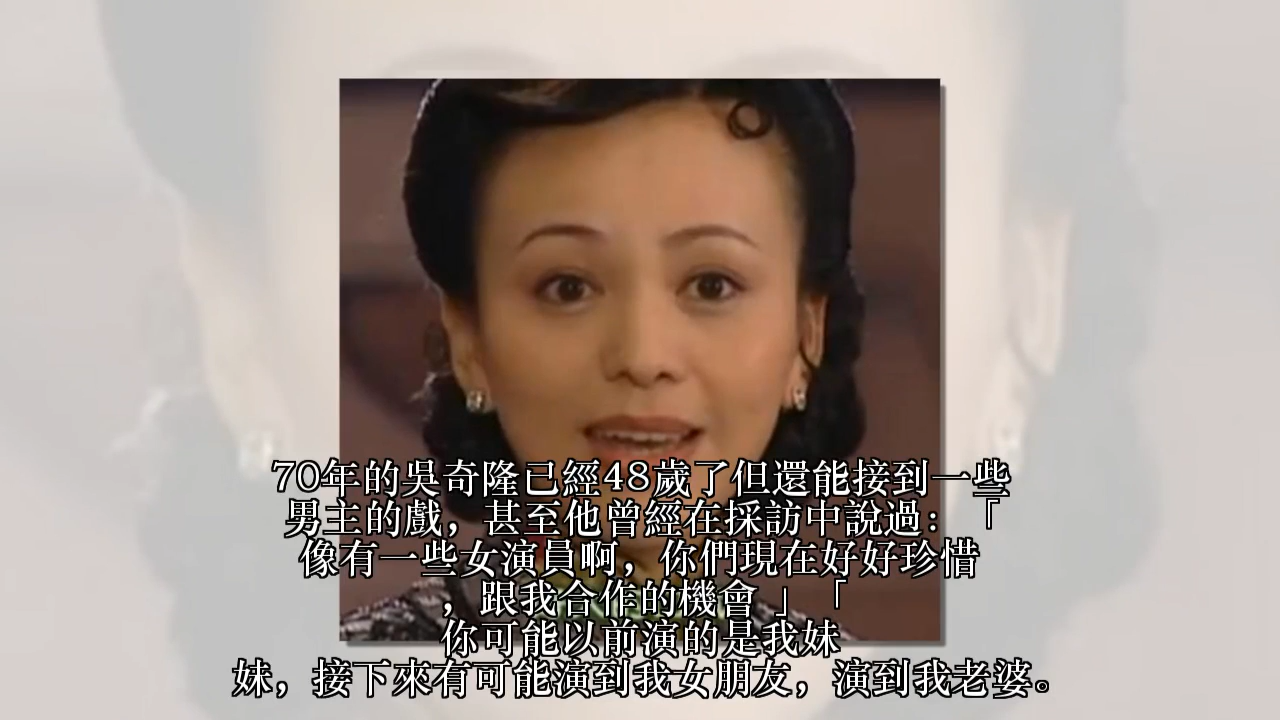 70年的吳奇隆已經48歲了但還能接到一些
男主的戲，甚至他曾經在採訪中說過：「
像有一些女演員啊，你們現在好好珍惜
，跟我合作的機會 」「
你可能以前演的是我妹
妹，接下來有可能演到我女朋友，演到我老婆。